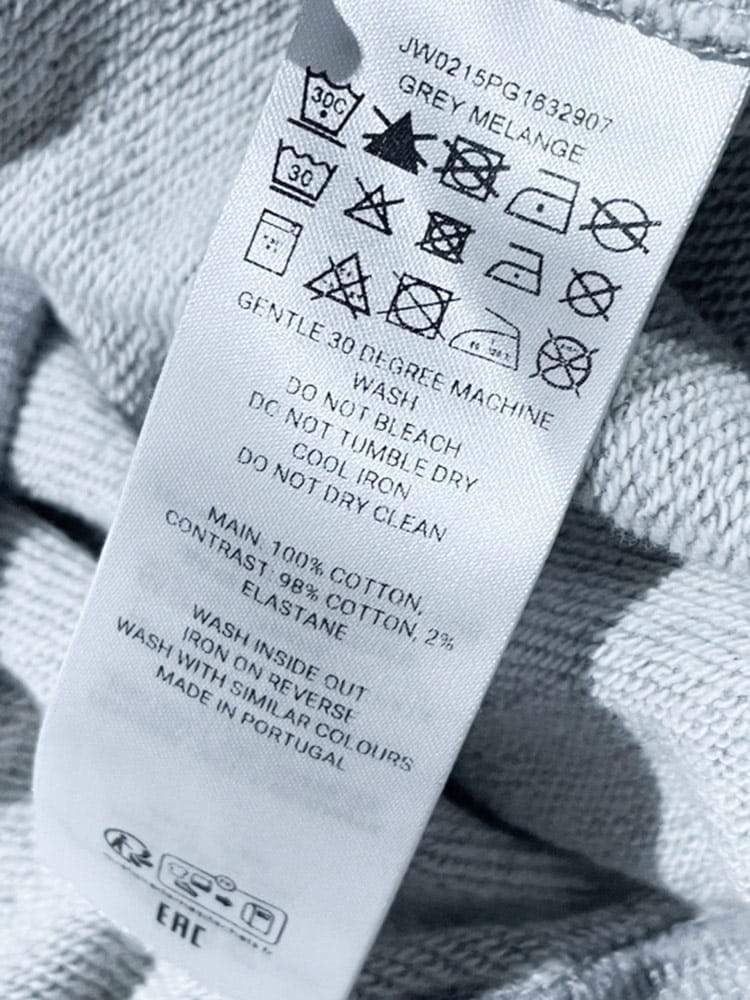 JW0215PG1632907
GREY MELANGE
30C
30
GENTLE 30 DEGREE MACHINE
WASH
DO NOT BLEACH
DO NOT TUMBLE DRY
COOL IRON
DO NOT DRY CLEAN
MAIN: 100% COTTON,
CONTRAST: 98% COTTON, 2%
ELASTANE
WASH INSIDE OUT
IRON ON REVERSE
WASH WITH SIMILAR COLOURS
MADE IN PORTUGAL
EAC